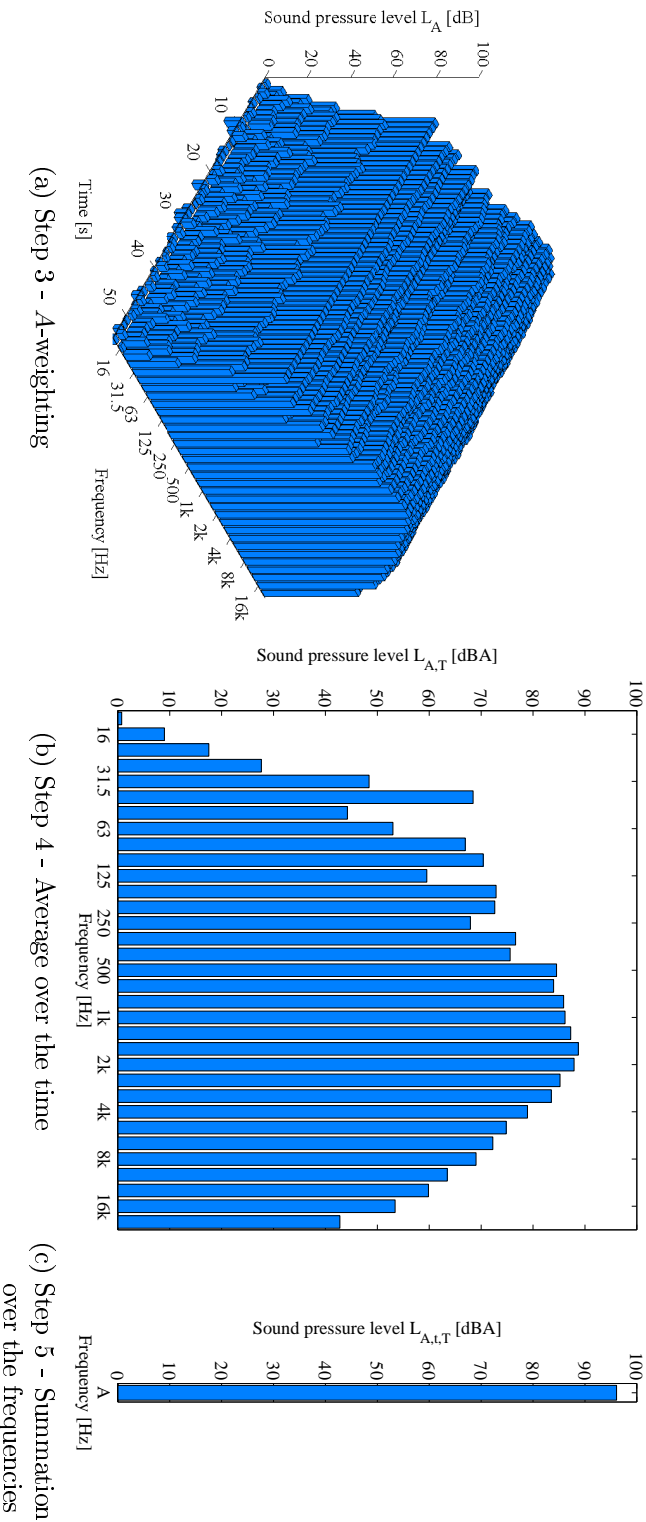 Sound pressure level L_A [dB]
100
80
60
40
20
0
10
20
30
40
50
Time [s]
16
31.5
63
125
250
500
1k
2k
4k
8k
16k
Frequency [Hz]
(a) Step 3 - A-weighting
Sound pressure level L_A,T [dBA]
100
90
80
70
60
50
40
30
20
10
0
16
31.5
63
125
250
500
1k
2k
4k
8k
16k
Frequency [Hz]
(b) Step 4 - Average over the time
Sound pressure level L_A,t,T [dBA]
100
90
80
70
60
50
40
30
20
10
0
A
Frequency [Hz]
(c) Step 5 - Summation
over the frequencies